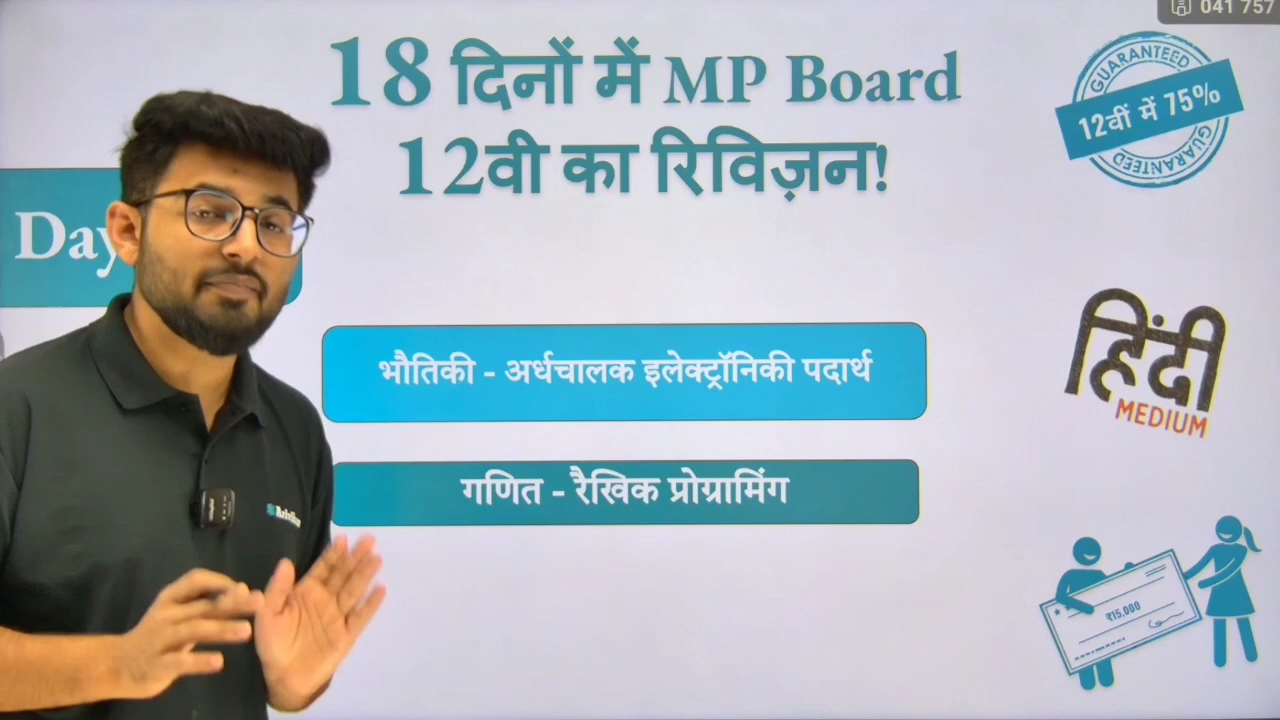 041 757
18 दिनों में MP Board
12वी का रिविज़न!
GUARANTEED
12वीं में 75%
GUARANTEED
Day
भौतिकी - अर्धचालक इलेक्ट्रॉनिकी पदार्थ
हिंदी
MEDIUM
गणित - रैखिक प्रोग्रामिंग
₹15,000